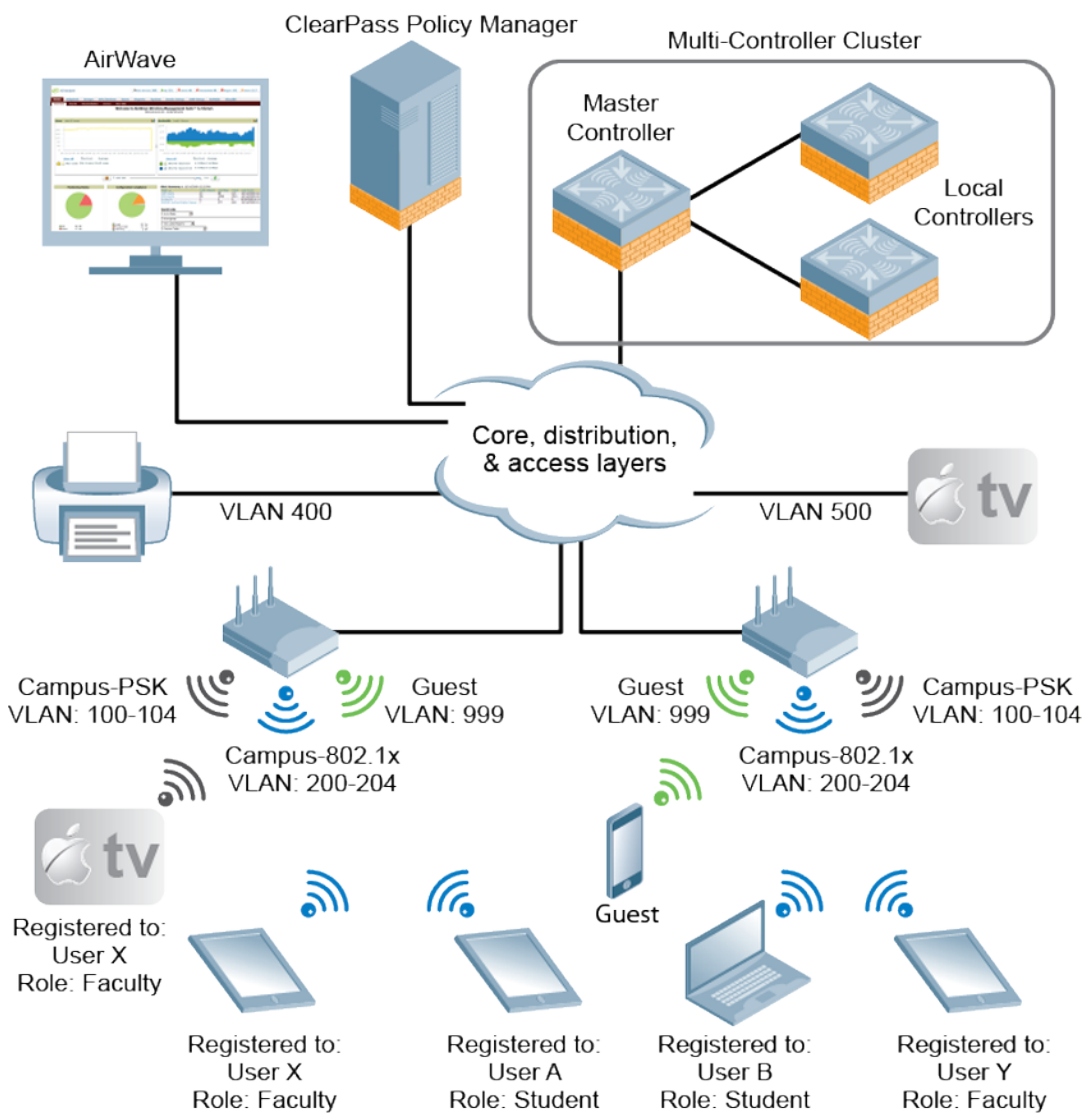 ClearPass Policy Manager
AirWave
Multi-Controller Cluster
Master
Controller
Local
Controllers
Core, distribution,
& access layers
VLAN 400
VLAN 500
tv
Campus-PSK
VLAN: 100-104
Guest
VLAN: 999
Guest
VLAN: 999
Campus-PSK
VLAN: 100-104
Campus-802.1x
VLAN: 200-204
Campus-802.1x
VLAN: 200-204
tv
Registered to:
User X
Role: Faculty
Guest
Registered to:
User X
Role: Faculty
Registered to:
User A
Role: Student
Registered to:
User B
Role: Student
Registered to:
User Y
Role: Faculty